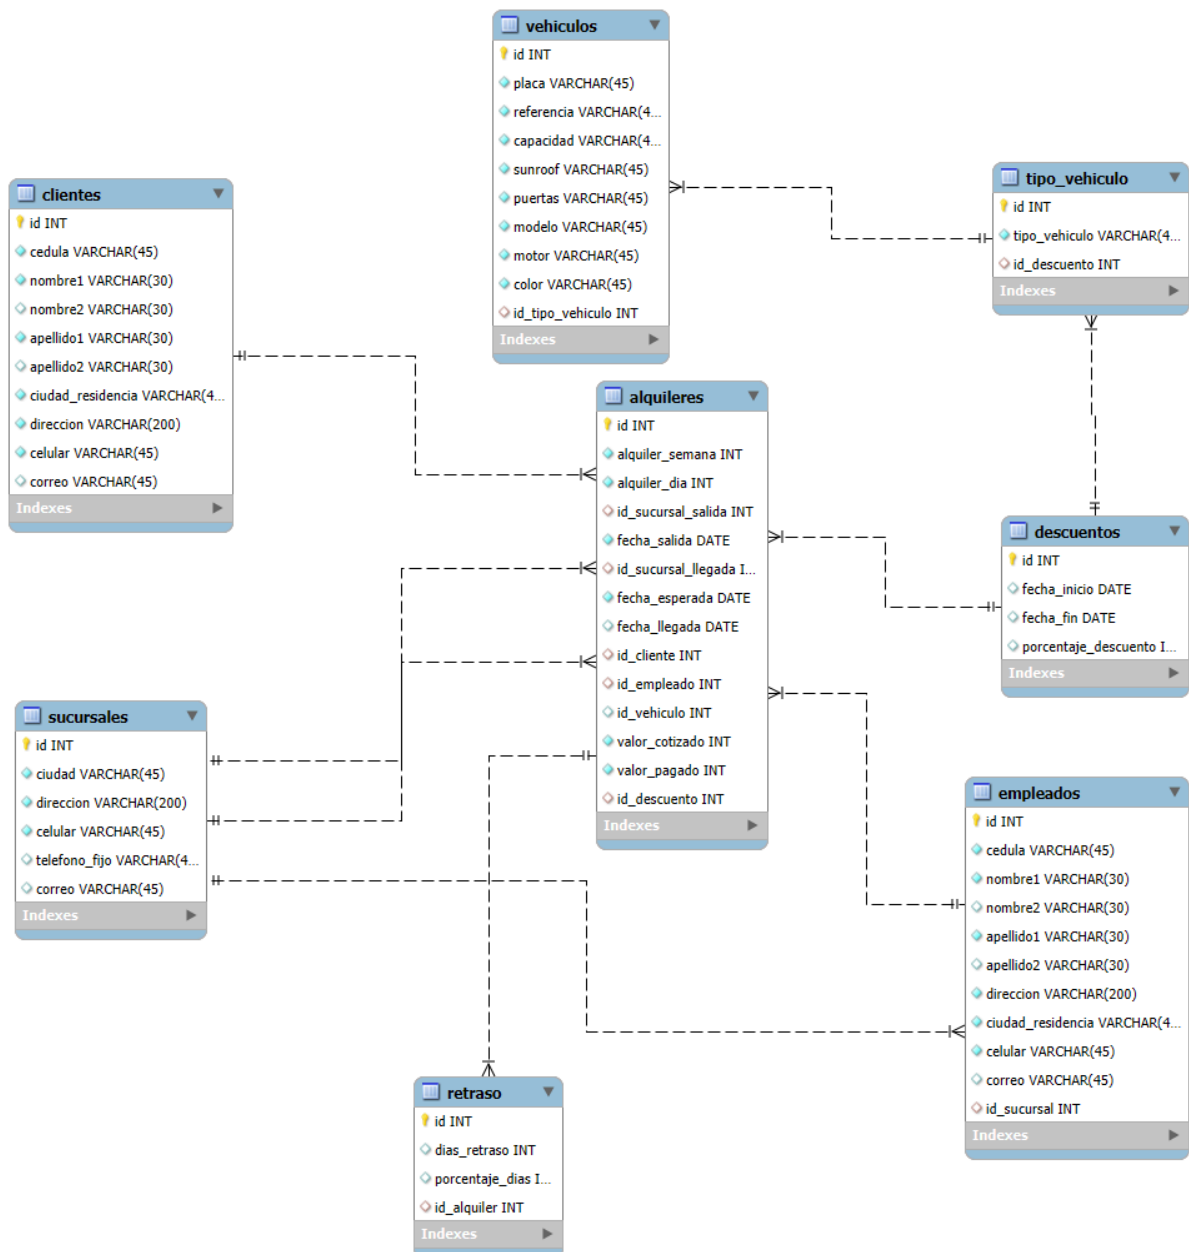 vehiculos
id INT
placa VARCHAR(45)
referencia VARCHAR(4...
capacidad VARCHAR(4...
sunroof VARCHAR(45)
puertas VARCHAR(45)
modelo VARCHAR(45)
motor VARCHAR(45)
color VARCHAR(45)
id_tipo_vehiculo INT
Indexes
tipo_vehiculo
id INT
tipo_vehiculo VARCHAR(4...
id_descuento INT
Indexes
clientes
id INT
cedula VARCHAR(45)
nombre1 VARCHAR(30)
nombre2 VARCHAR(30)
apellido1 VARCHAR(30)
apellido2 VARCHAR(30)
ciudad_residencia VARCHAR(4...
direccion VARCHAR(200)
celular VARCHAR(45)
correo VARCHAR(45)
Indexes
alquileres
id INT
alquiler_semana INT
alquiler_dia INT
id_sucursal_salida INT
fecha_salida DATE
id_sucursal_llegada I...
fecha_esperada DATE
fecha_llegada DATE
id_cliente INT
id_empleado INT
id_vehiculo INT
valor_cotizado INT
valor_pagado INT
id_descuento INT
Indexes
descuentos
id INT
fecha_inicio DATE
fecha_fin DATE
porcentaje_descuento I...
Indexes
sucursales
id INT
ciudad VARCHAR(45)
direccion VARCHAR(200)
celular VARCHAR(45)
telefono_fijo VARCHAR(4...
correo VARCHAR(45)
Indexes
empleados
id INT
cedula VARCHAR(45)
nombre1 VARCHAR(30)
nombre2 VARCHAR(30)
apellido1 VARCHAR(30)
apellido2 VARCHAR(30)
direccion VARCHAR(200)
ciudad_residencia VARCHAR(4...
celular VARCHAR(45)
correo VARCHAR(45)
id_sucursal INT
Indexes
retraso
id INT
dias_retraso INT
porcentaje_dias I...
id_alquiler INT
Indexes